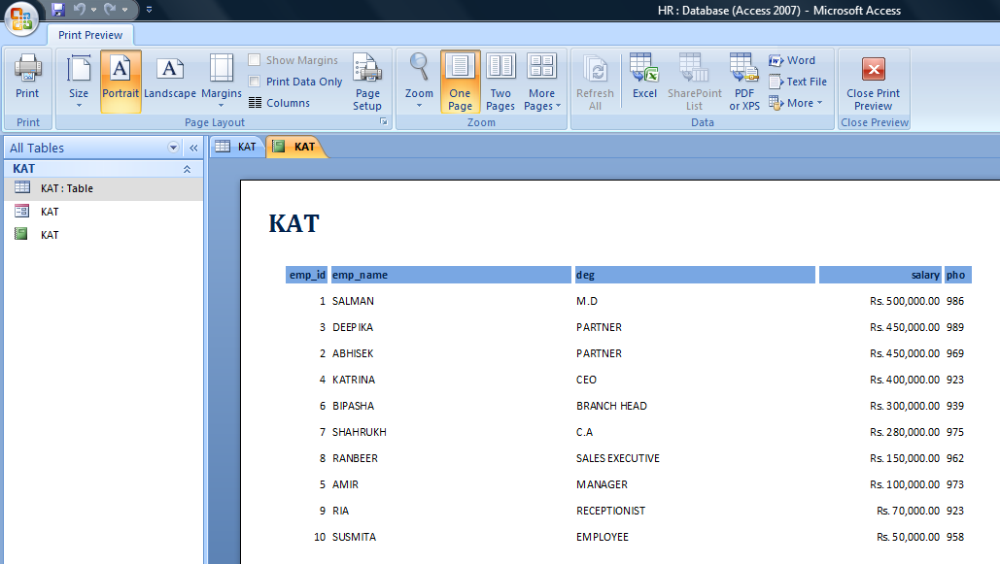 HR : Database (Access 2007) - Microsoft Access
Print Preview
Print
Size
Portrait
Landscape
Margins
Show Margins
Print Data Only
Columns
Page Setup
Zoom
One Page
Two Pages
More Pages
Refresh All
Excel
SharePoint List
PDF or XPS
Word
Text File
More
Close Print Preview
Print
Page Layout
Zoom
Data
Close Preview
All Tables
«
KAT
KAT
KAT
KAT : Table
KAT
KAT
KAT
emp_id emp_name deg salary pho
1 SALMAN M.D Rs. 500,000.00 986
3 DEEPIKA PARTNER Rs. 450,000.00 989
2 ABHISEK PARTNER Rs. 450,000.00 969
4 KATRINA CEO Rs. 400,000.00 923
6 BIPASHA BRANCH HEAD Rs. 300,000.00 939
7 SHAHRUKH C.A Rs. 280,000.00 975
8 RANBEER SALES EXECUTIVE Rs. 150,000.00 962
5 AMIR MANAGER Rs. 100,000.00 973
9 RIA RECEPTIONIST Rs. 70,000.00 923
10 SUSMITA EMPLOYEE Rs. 50,000.00 958